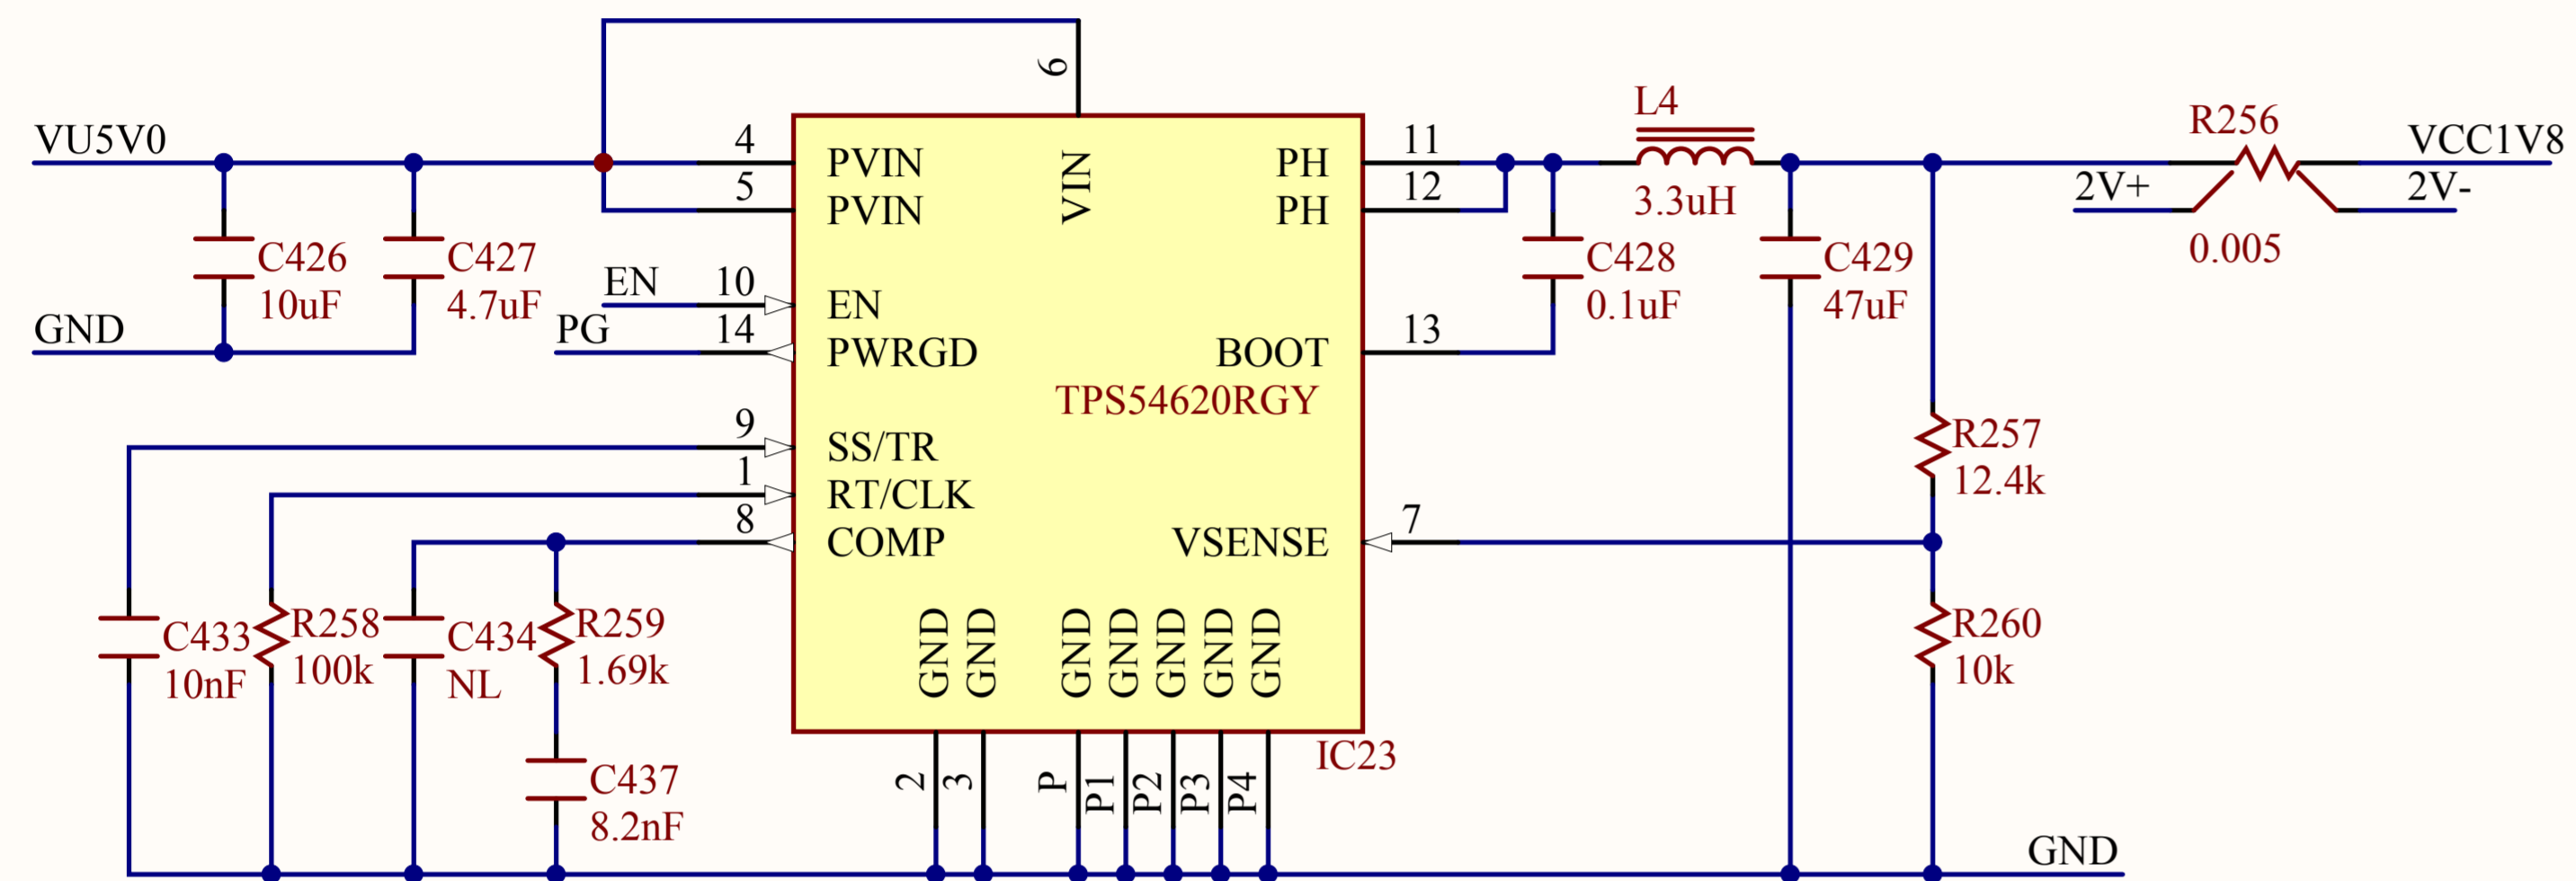 6
VU5V0
4
PVIN
5
PVIN
VIN
PH
11
PH
12
L4
3.3uH
R256
0.005
VCC1V8
2V+
2V-
C426
10uF
C427
4.7uF
GND
EN
10
EN
PG
14
PWRGD
BOOT
13
TPS54620RGY
C428
0.1uF
C429
47uF
9
SS/TR
1
RT/CLK
8
COMP
VSENSE
7
R257
12.4k
R260
10k
C433
10nF
R258
100k
C434
NL
R259
1.69k
C437
8.2nF
GND
GND
GND
GND
GND
GND
GND
2
3
P
P1
P2
P3
P4
IC23
GND